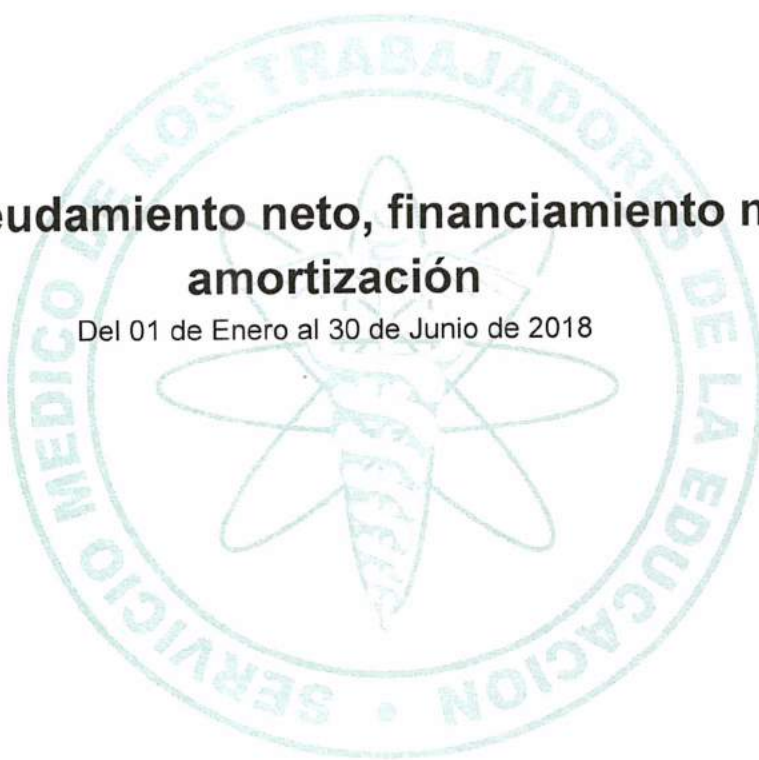 eudamiento neto, financiamiento
amortización
Del 01 de Enero al 30 de Junio de 2018
SERVICIO MEDICO DE LOS TRABAJADORES DE LA EDUCACION